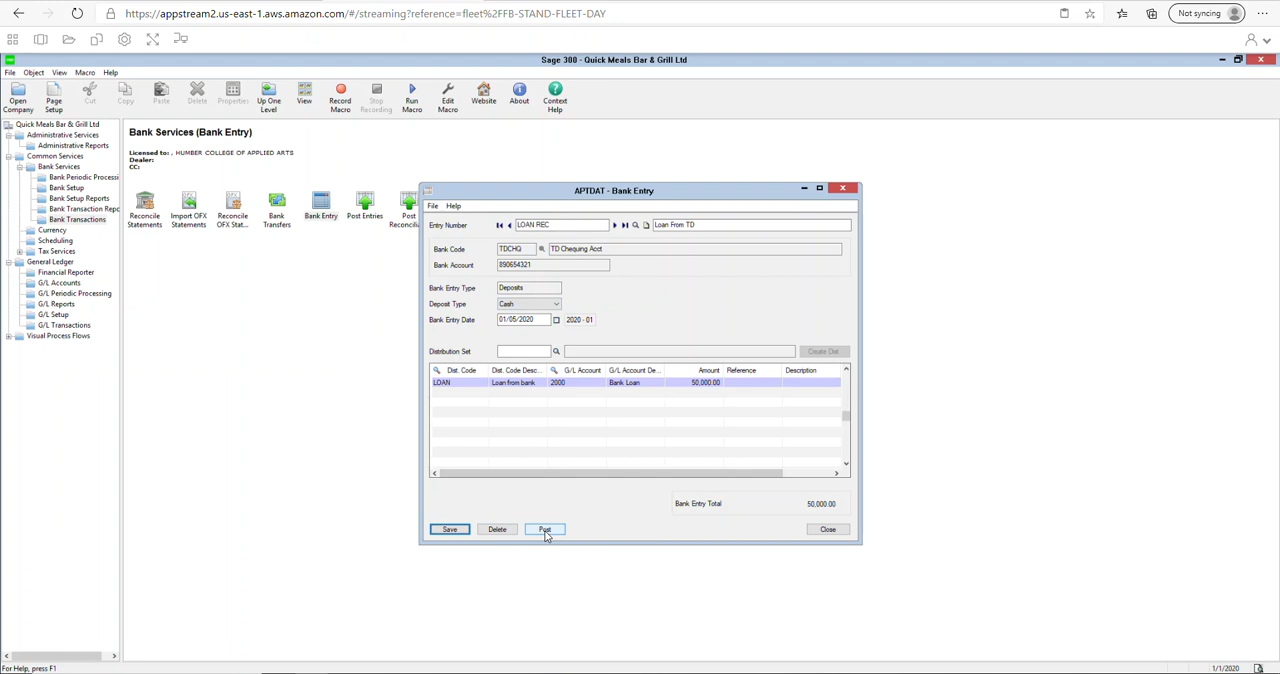 https://appstream2.us-east-1.aws.amazon.com/#/streaming?reference=fleet%2FFB-STAND-FLEET-DAY
Not syncing
Sage 300 - Quick Meals Bar & Grill Ltd
File Object View Macro Help
Open Company
Page Setup
Cut
Copy
Paste
Delete
Properties
Up One Level
View
Record Macro
Stop Recording
Run Macro
Edit Macro
Website
About
Context Help
Quick Meals Bar & Grill Ltd
Administrative Services
Administrative Reports
Common Services
Bank Services
Bank Periodic Processi
Bank Setup
Bank Setup Reports
Bank Transaction Repo
Bank Transactions
Currency
Scheduling
Tax Services
General Ledger
Financial Reporter
G/L Accounts
G/L Periodic Processing
G/L Reports
G/L Setup
G/L Transactions
Visual Process Flows
Bank Services (Bank Entry)
Licensed to: , HUMBER COLLEGE OF APPLIED ARTS
Dealer:
CC:
Reconcile Statements
Import OFX Statements
Reconcile OFX Stat...
Bank Transfers
Bank Entry
Post Entries
Post Reconcilia
APTDAT - Bank Entry
File Help
Entry Number LOAN REC Loan From TD
Bank Code TDCHQ TD Chequing Acct
Bank Account 890654321
Bank Entry Type Deposits
Deposit Type Cash
Bank Entry Date 01/05/2020 2020 - 01
Distribution Set Create Dist
Dist. Code Dist. Code Desc... G/L Account G/L Account De... Amount Reference Description
LOAN Loan from bank 2000 Bank Loan 50,000.00
Bank Entry Total 50,000.00
Save Delete Post Close
For Help, press F1 1/1/2020